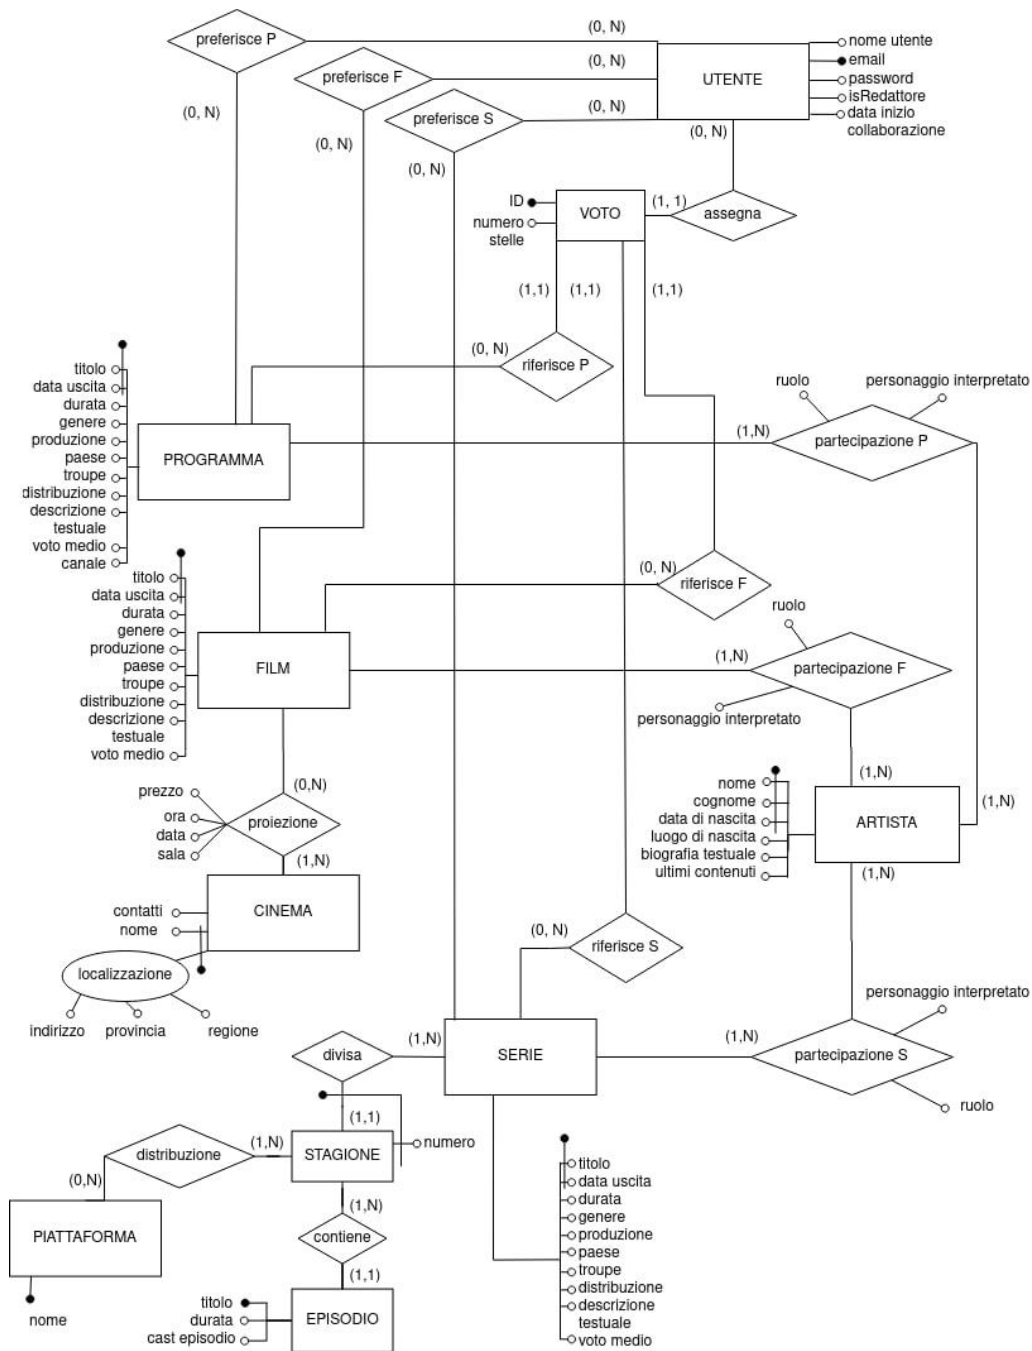 preferisce P
(0, N)
nome utente
(0, N)
UTENTE
email
preferisce F
password
(0, N)
(0, N)
isRedattore
preferisce S
data inizio
collaborazione
(0, N)
(0, N)
(0, N)
ID
VOTO
(1, 1)
assegna
numero
stelle
(1,1)
(1,1)
(1,1)
(0, N)
riferisce P
titolo
data uscita
durata
genere
produzione
paese
troupe
distribuzione
descrizione
testuale
voto medio
canale
PROGRAMMA
ruolo
personaggio interpretato
(1,N)
partecipazione P
titolo
data uscita
durata
genere
produzione
paese
troupe
distribuzione
descrizione
testuale
voto medio
FILM
(0, N)
riferisce F
ruolo
(1,N)
partecipazione F
personaggio interpretato
(0,N)
prezzo
ora
data
sala
proiezione
(1,N)
(1,N)
nome
cognome
data di nascita
luogo di nascita
biografia testuale
ultimi contenuti
ARTISTA
(1,N)
(1,N)
contatti
nome
CINEMA
localizzazione
indirizzo
provincia
regione
(0, N)
riferisce S
personaggio interpretato
divisa
(1,N)
SERIE
(1,N)
partecipazione S
ruolo
(1,1)
distribuzione
(1,N)
STAGIONE
numero
(0,N)
PIATTAFORMA
nome
(1,N)
contiene
(1,1)
titolo
durata
cast episodio
EPISODIO
titolo
data uscita
durata
genere
produzione
paese
troupe
distribuzione
descrizione
testuale
voto medio